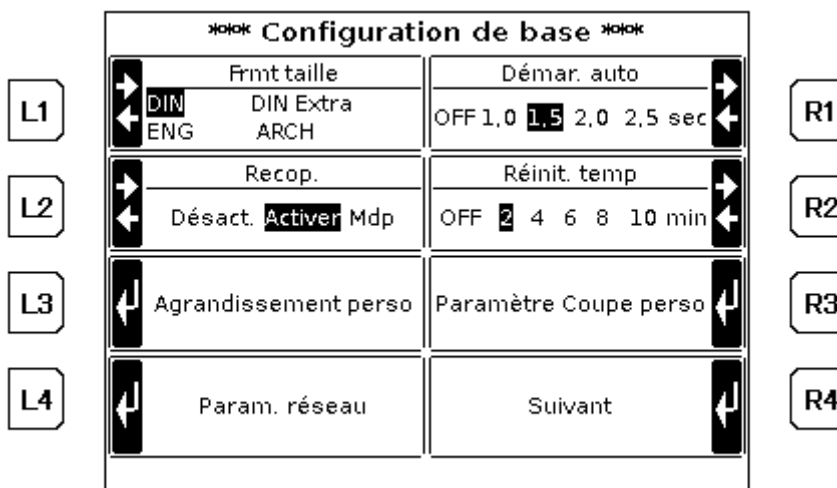 *** Configuration de base ***
L1
Frmt taille
DIN DIN Extra
ENG ARCH
Démar. auto
OFF 1,0 1,5 2,0 2,5 sec
R1
L2
Recop.
Désact. Activer Mdp
Réinit. temp
OFF 2 4 6 8 10 min
R2
L3
Agrandissement perso
Paramètre Coupe perso
R3
L4
Param. réseau
Suivant
R4